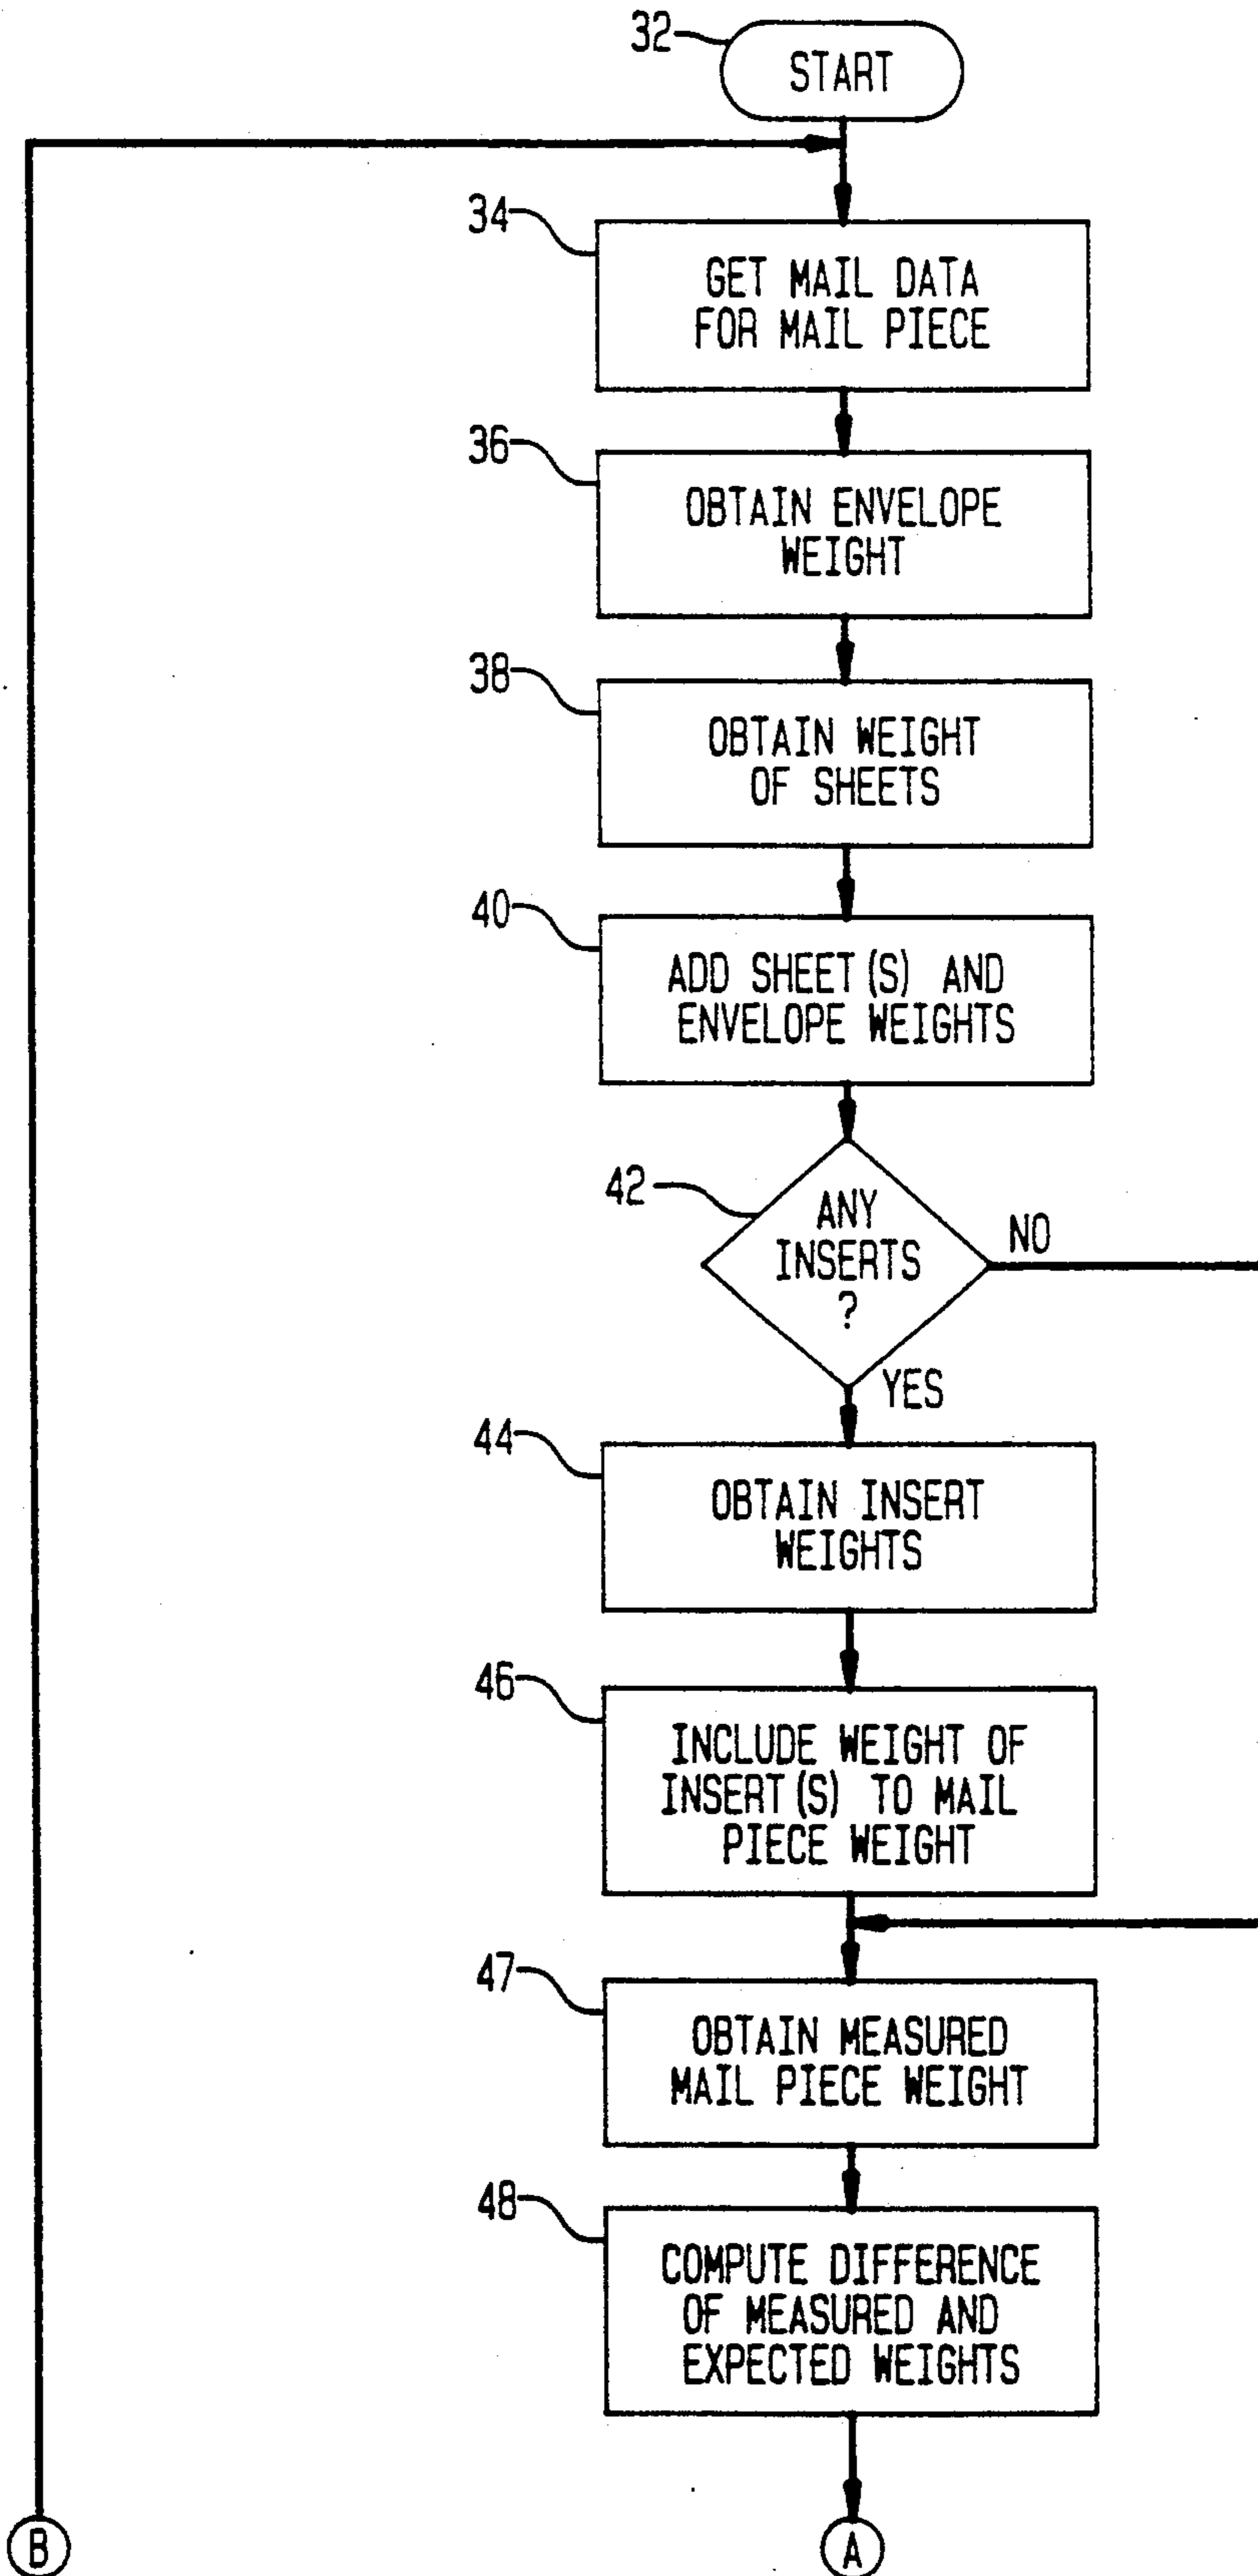 32
START
34
GET MAIL DATA
FOR MAIL PIECE
36
OBTAIN ENVELOPE
WEIGHT
38
OBTAIN WEIGHT
OF SHEETS
40
ADD SHEET(S) AND
ENVELOPE WEIGHTS
42
ANY
INSERTS
?
NO
YES
44
OBTAIN INSERT
WEIGHTS
46
INCLUDE WEIGHT OF
INSERT(S) TO MAIL
PIECE WEIGHT
47
OBTAIN MEASURED
MAIL PIECE WEIGHT
48
COMPUTE DIFFERENCE
OF MEASURED AND
EXPECTED WEIGHTS
B
A